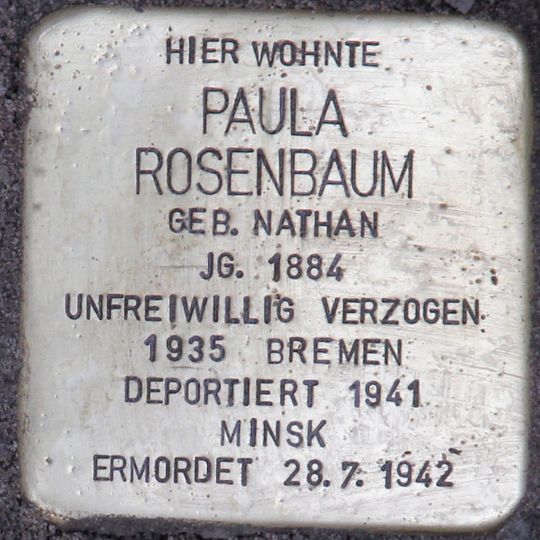 HIER WOHNTE
PAULA
ROSENBAUM
GEB. NATHAN
JG. 1884
UNFREIWILLIG VERZOGEN
1935 BREMEN
DEPORTIERT 1941
MINSK
ERMORDET 28.7.1942